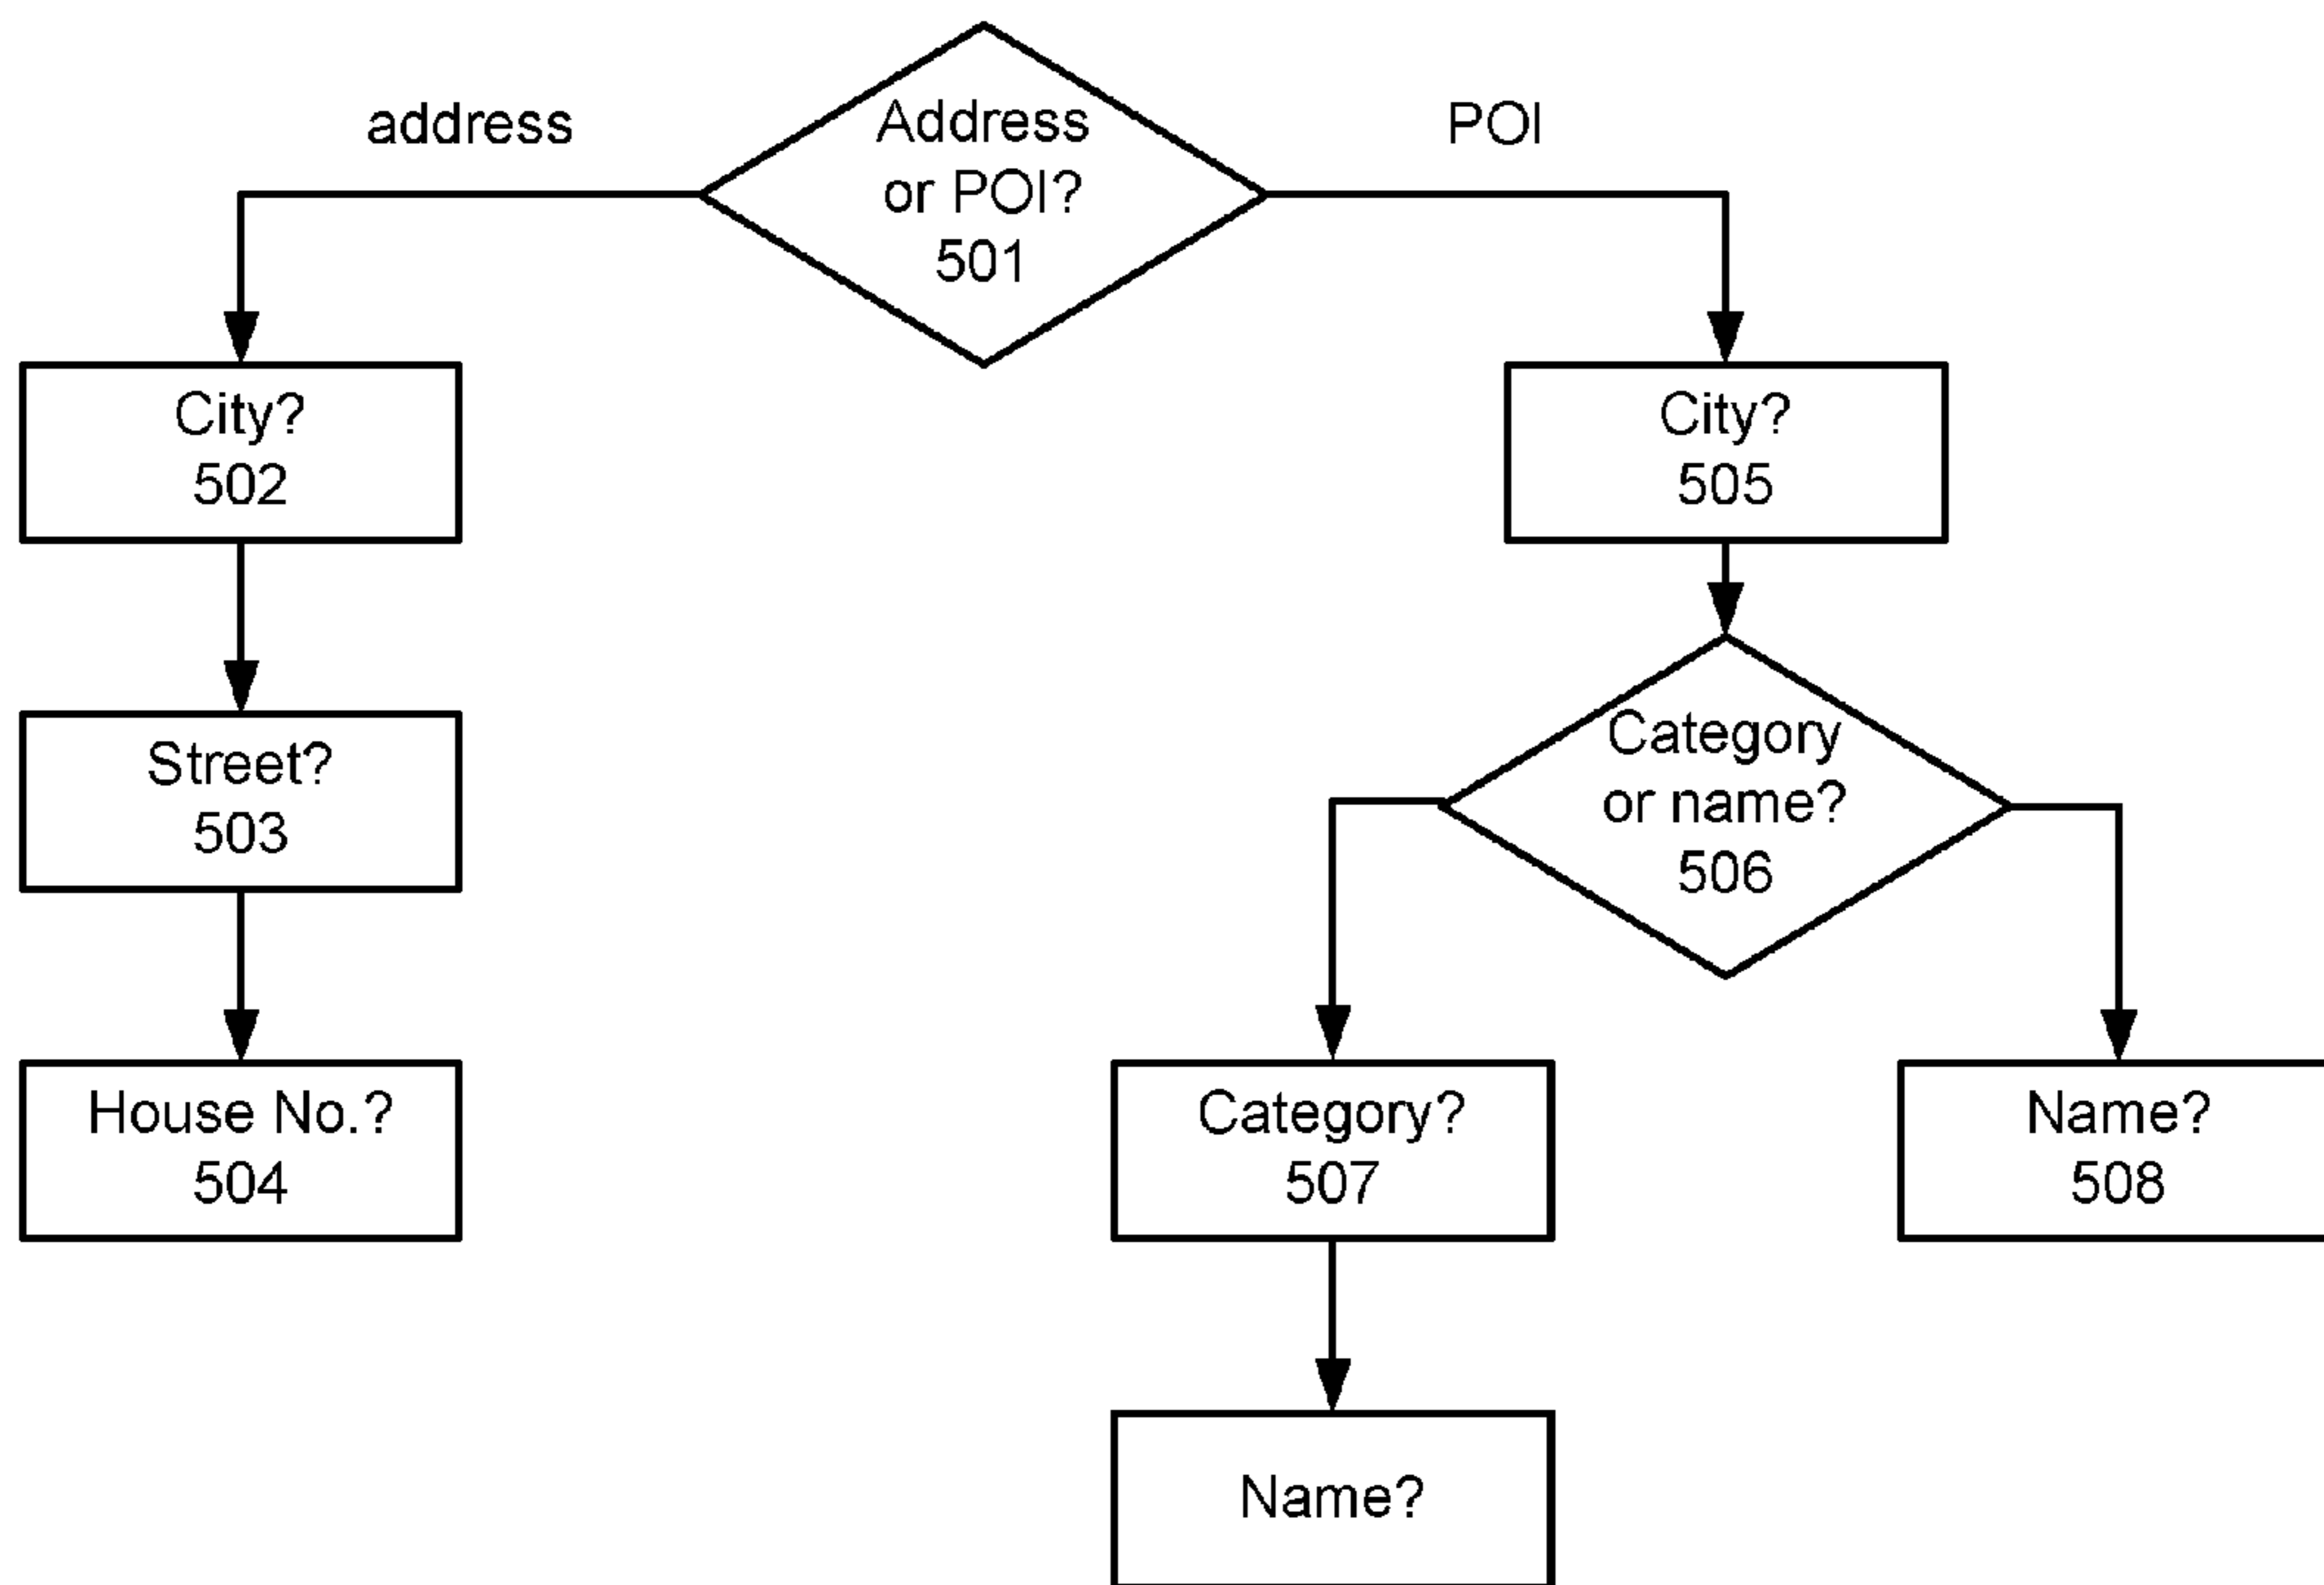 address
Address
or POI?
501
POI
City?
502
City?
505
Street?
503
Category
or name?
506
House No.?
504
Category?
507
Name?
508
Name?